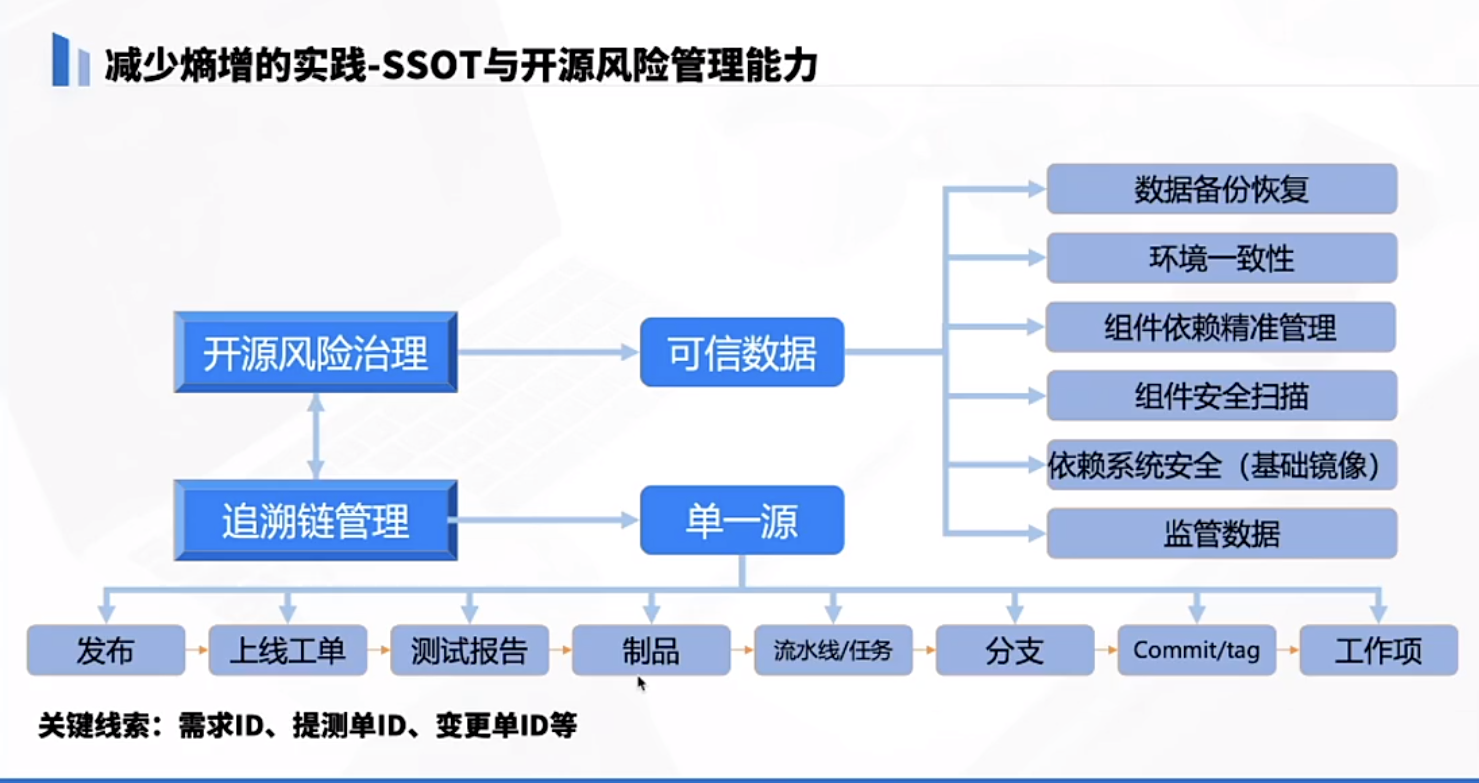 减少熵增的实践-SSOT与开源风险管理能力
数据备份恢复
环境一致性
组件依赖精准管理
开源风险治理
可信数据
组件安全扫描
依赖系统安全（基础镜像）
追溯链管理
单一源
监管数据
发布
上线工单
测试报告
制品
流水线/任务
分支
Commit/tag
工作项
关键线索：需求ID、提测单ID、变更单ID等